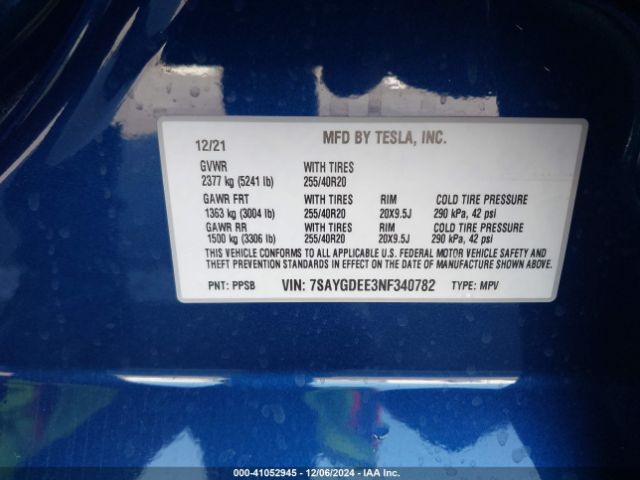 12/21 MFD BY TESLA, INC.
GVWR WITH TIRES
2377 kg (5241 lb) 255/40R20
GAWR FRT WITH TIRES RIM COLD TIRE PRESSURE
1363 kg (3004 lb) 255/40R20 20X9.5J 290 kPa, 42 psi
GAWR RR WITH TIRES RIM COLD TIRE PRESSURE
1500 kg (3306 lb) 255/40R20 20X9.5J 290 kPa, 42 psi
THIS VEHICLE CONFORMS TO ALL APPLICABLE U.S. FEDERAL MOTOR VEHICLE SAFETY AND
THEFT PREVENTION STANDARDS IN EFFECT ON THE DATE OF MANUFACTURE SHOWN ABOVE.
PNT: PPSB VIN: 7SAYGDEE3NF340782 TYPE: MPV
000-41052945 - 12/06/2024 - IAA Inc.